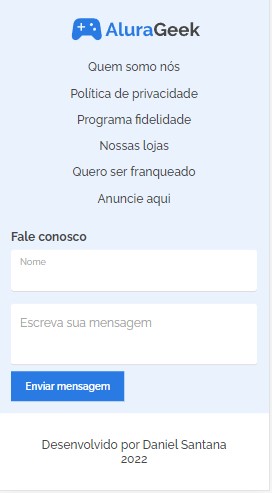 AluraGeek
Quem somo nós
Política de privacidade
Programa fidelidade
Nossas lojas
Quero ser franqueado
Anuncie aqui
Fale conosco
Nome
Escreva sua mensagem
Enviar mensagem
Desenvolvido por Daniel Santana
2022